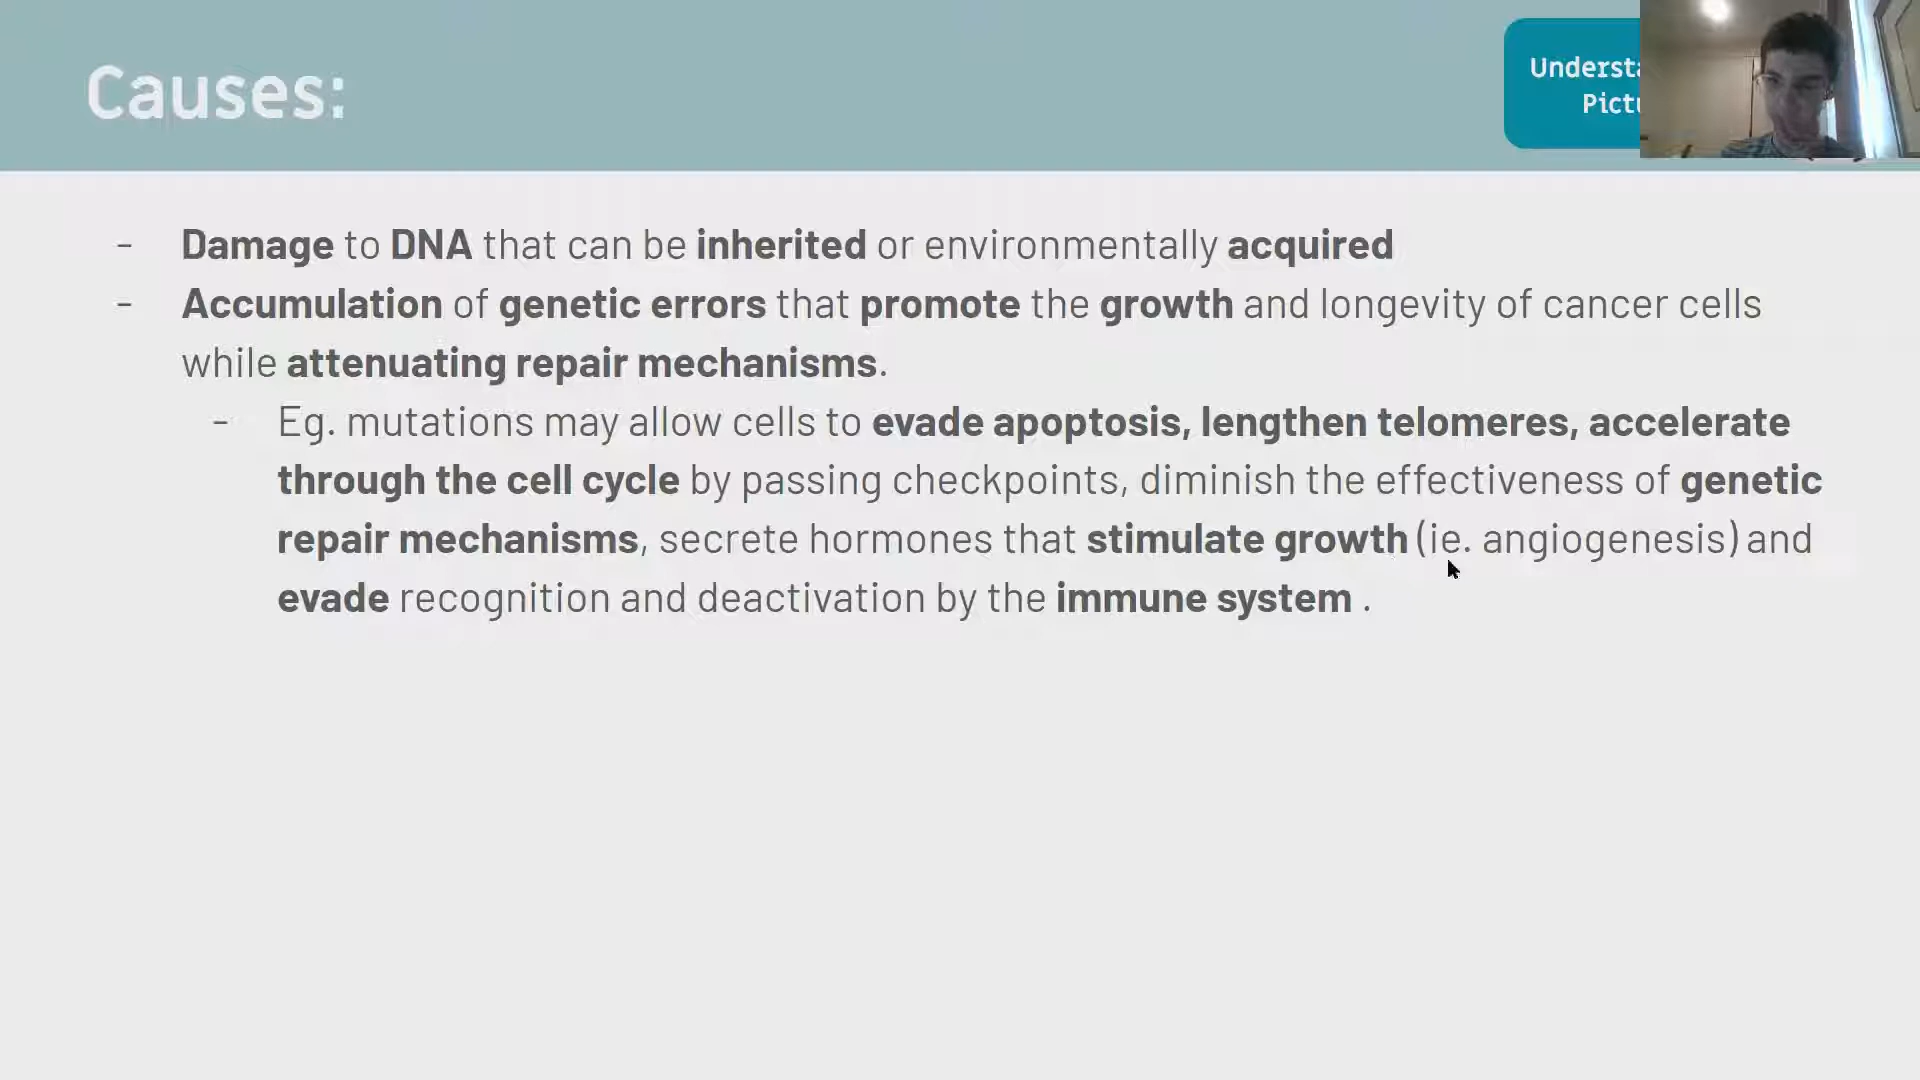 Causes:
- Damage to DNA that can be inherited or environmentally acquired
- Accumulation of genetic errors that promote the growth and longevity of cancer cells
while attenuating repair mechanisms.
- Eg. mutations may allow cells to evade apoptosis, lengthen telomeres, accelerate
through the cell cycle by passing checkpoints, diminish the effectiveness of genetic
repair mechanisms, secrete hormones that stimulate growth (ie. angiogenesis) and
evade recognition and deactivation by the immune system .